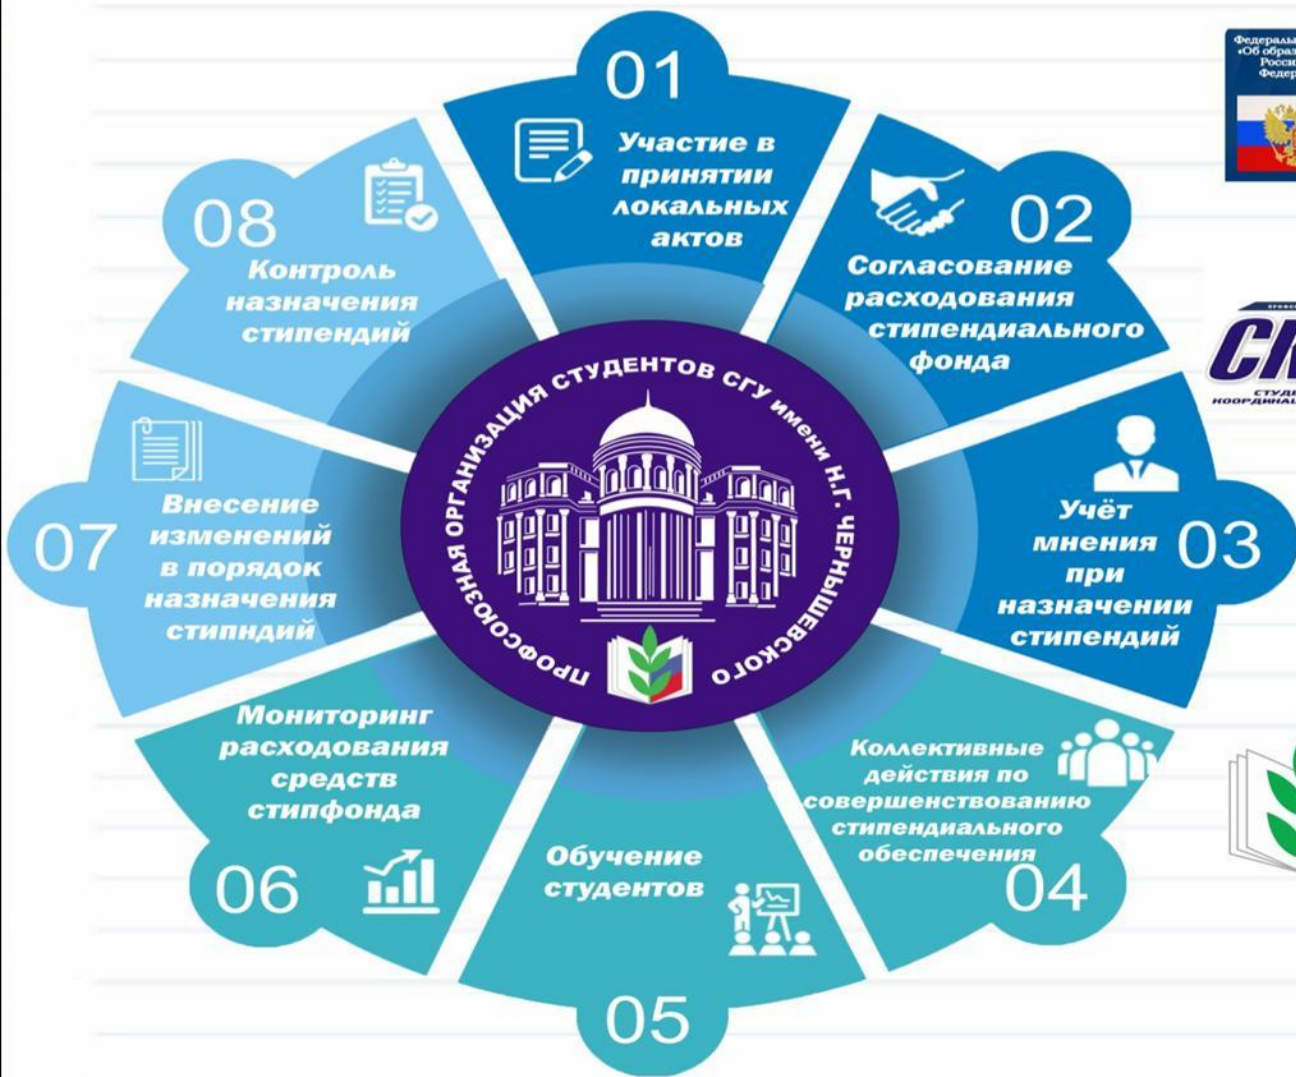 01
Участие в
принятии
локальных
актов
02
Согласование
расходования
стипендиального
фонда
03
Учёт
мнения
при
назначении
стипендий
Коллективные
действия по
совершенствованию
стипендиального
обеспечения
04
Обучение
студентов
05
Мониторинг
расходования
средств
стипфонда
06
07
Внесение
изменений
в порядок
назначения
стипндий
08
Контроль
назначения
стипендий
ПРОФСОЮЗНАЯ ОРГАНИЗАЦИЯ СТУДЕНТОВ СГУ имени Н.Г. ЧЕРНЫШЕВСКОГО